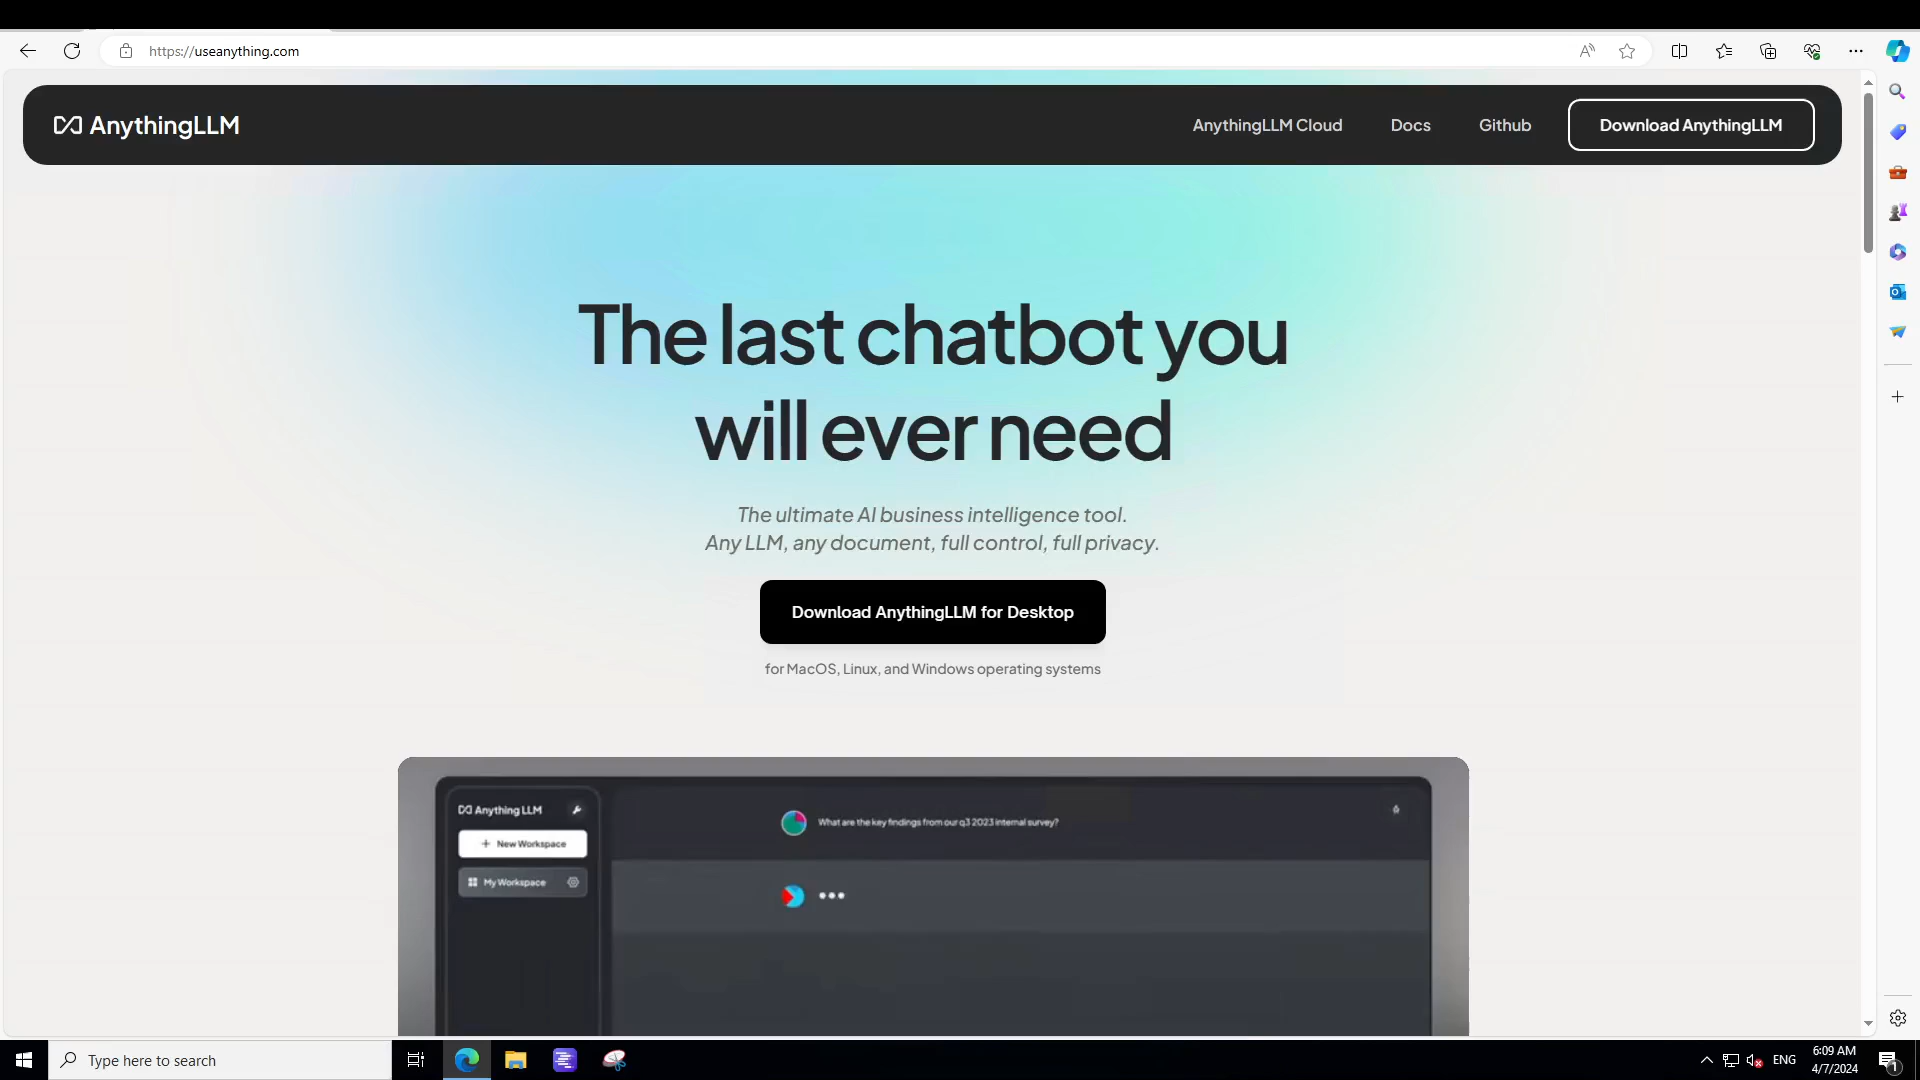 https://useanything.com
AnythingLLM
AnythingLLM Cloud
Docs
Github
Download AnythingLLM
The last chatbot you
will ever need
The ultimate AI business intelligence tool.
Any LLM, any document, full control, full privacy.
Download AnythingLLM for Desktop
for MacOS, Linux, and Windows operating systems
Anything LLM
New Workspace
My Workspace
What are the key findings from our q3 2023 internal survey?
Type here to search
ENG
6:09 AM
4/7/2024
1